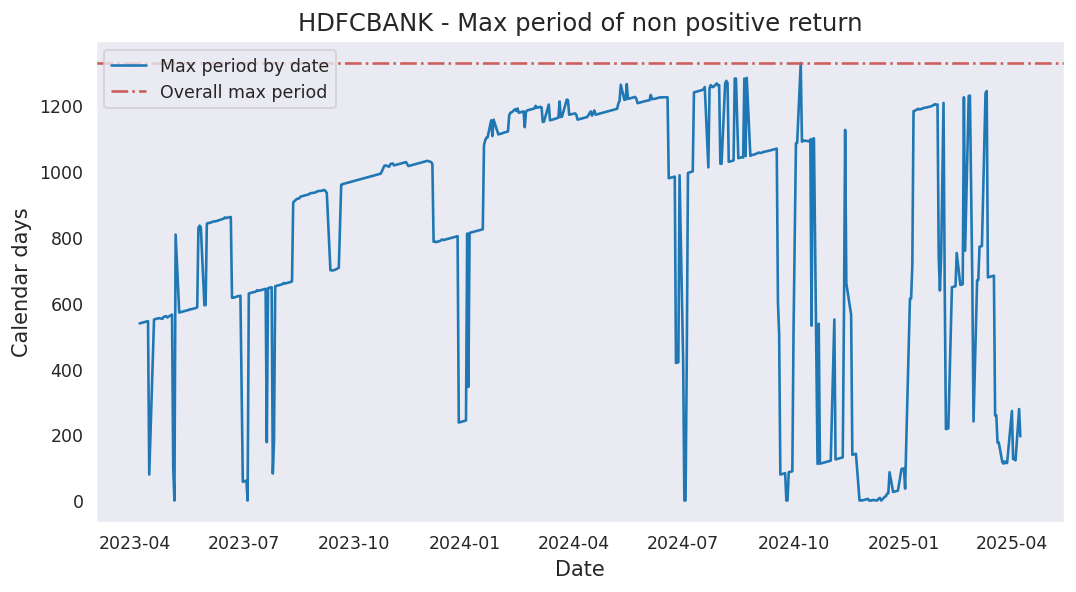 HDFCBANK - Max period of non positive return
Max period by date
Overall max period
Calendar days
1200
1000
800
600
400
200
0
2023-04 2023-07 2023-10 2024-01 2024-04 2024-07 2024-10 2025-01 2025-04
Date